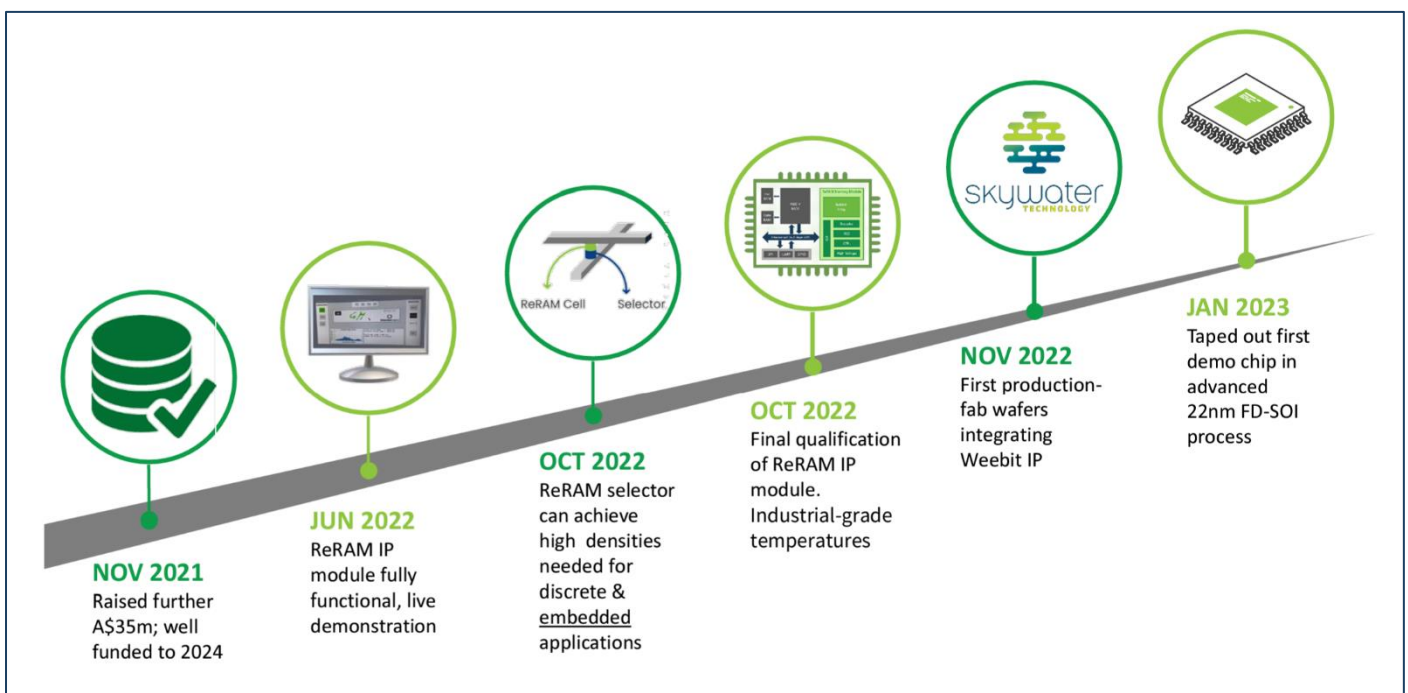 NOV 2021
Raised further
A$35m; well
funded to 2024
JUN 2022
ReRAM IP
module fully
functional, live
demonstration
ReRAM Cell
Selector
OCT 2022
ReRAM selector
can achieve
high densities
needed for
discrete &
embedded
applications
OCT 2022
Final qualification
of ReRAM IP
module.
Industrial-grade
temperatures
skywater
TECHNOLOGY
NOV 2022
First production-
fab wafers
integrating
Weebit IP
JAN 2023
Taped out first
demo chip in
advanced
22nm FD-SOI
process